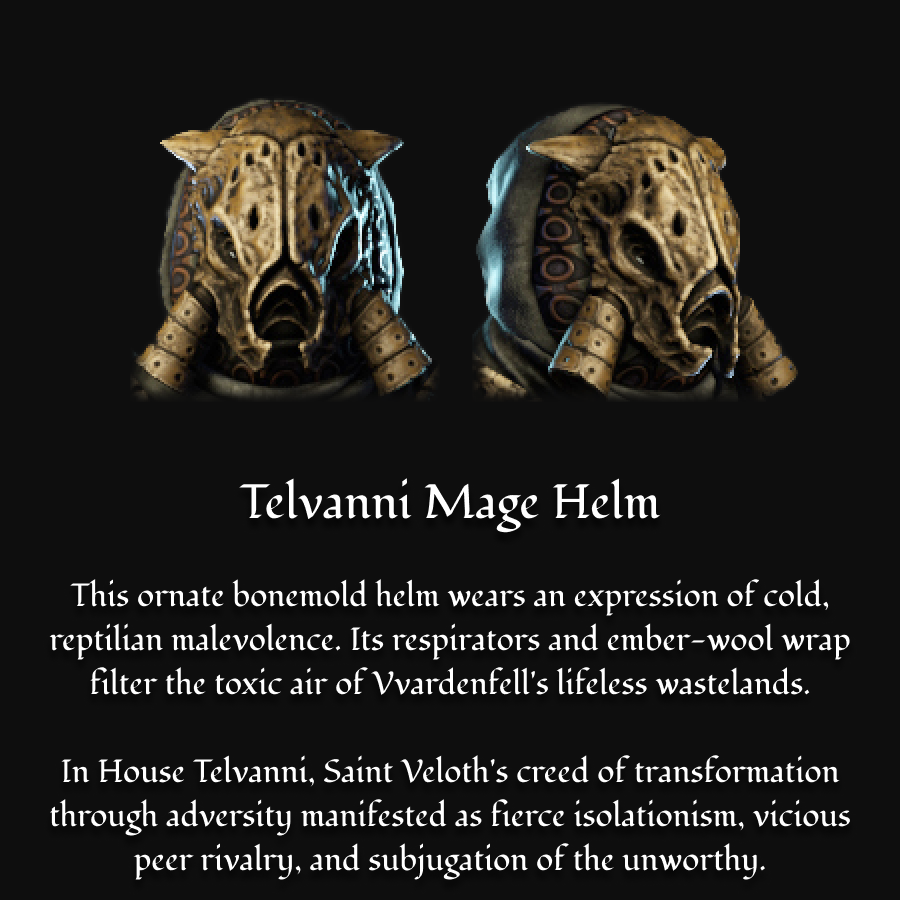 Telvanni Mage Helm
This ornate bonemold helm wears an expression of cold,
reptilian malevolence. Its respirators and ember-wool wrap
filter the toxic air of Vvardenfell's lifeless wastelands.
In House Telvanni, Saint Veloth's creed of transformation
through adversity manifested as fierce isolationism, vicious
peer rivalry, and subjugation of the unworthy.